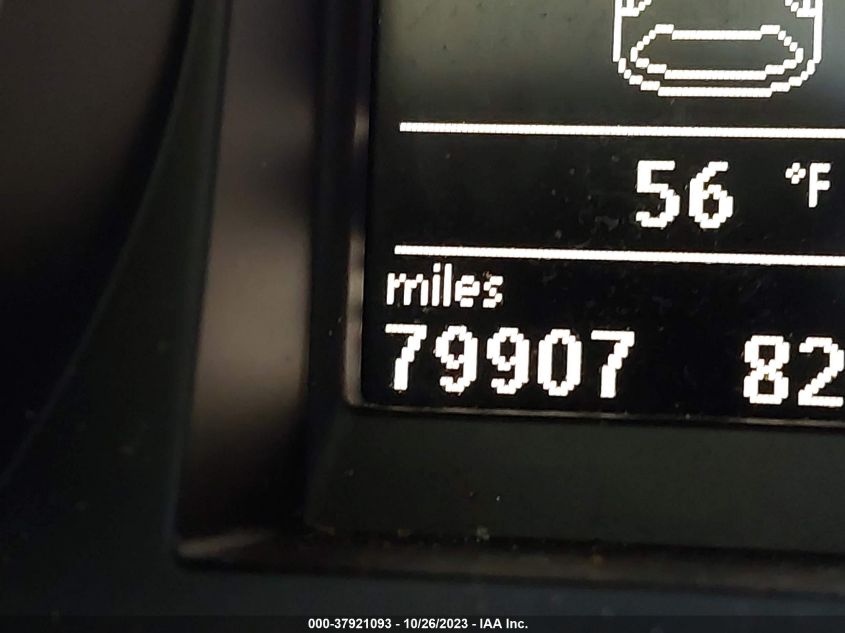 56 °F
miles
79907 82
000-37921093 - 10/26/2023 - IAA Inc.